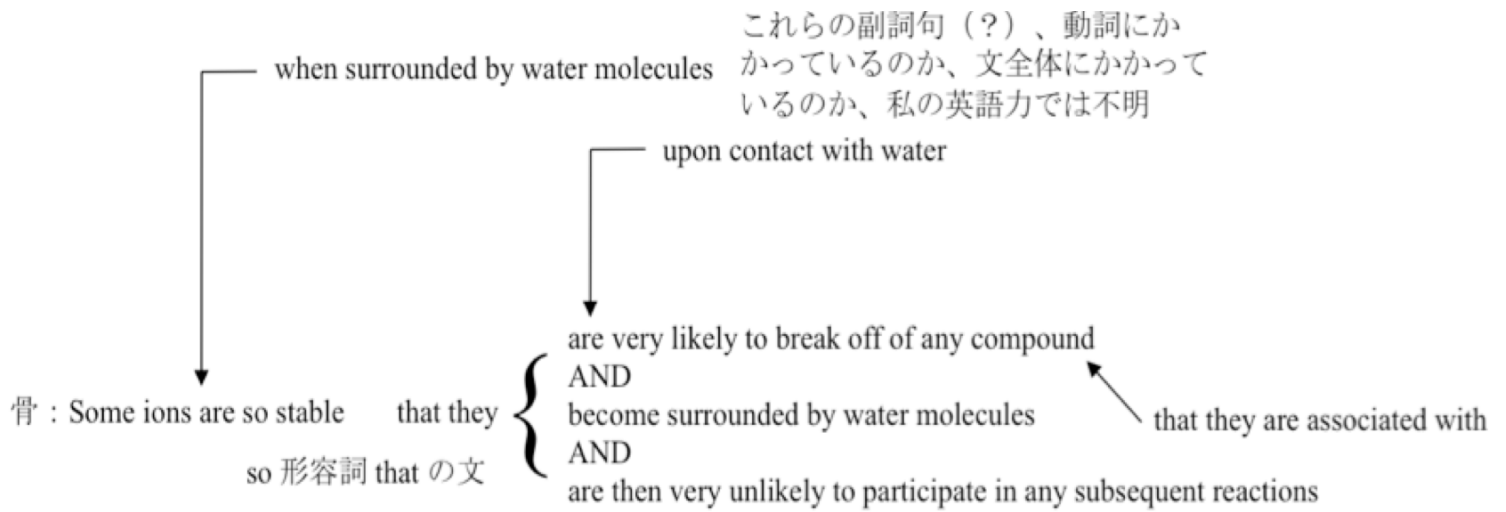 これらの副詞句（？）、動詞にか
when surrounded by water molecules かっているのか、文全体にかかって
いるのか、私の英語力では不明
upon contact with water
are very likely to break off of any compound
AND
骨：Some ions are so stable that they become surrounded by water molecules that they are associated with
so 形容詞 that の文 AND
are then very unlikely to participate in any subsequent reactions